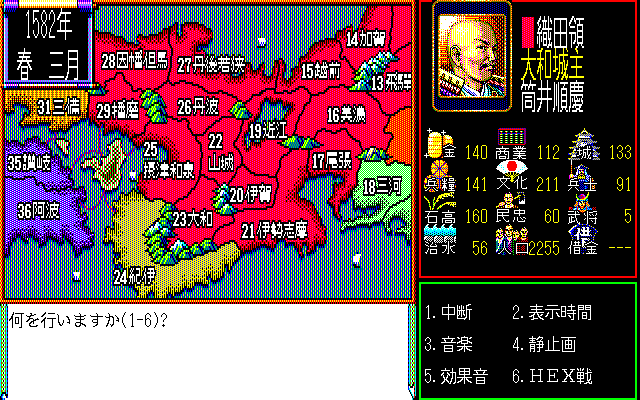 1582年
春 三月
14加賀
28因幡但馬
27丹後若狭
15越前
13飛騨
31三備
29播磨
26丹波
16美濃
19近江
25
摂津和泉
22
山城
17尾張
35讃岐
18三河
20伊賀
36阿波
23大和
21伊勢志摩
24紀伊
織田領
大和城主
筒井順慶
金 140 商業 112 城 133
兵糧 141 文化 211 兵士 91
石高 160 民忠 60 武将 5
治水 56 人口2255 借金 ---
何を行いますか(1-6)?
1.中断 2.表示時間
3.音楽 4.静止画
5.効果音 6.HEX戦